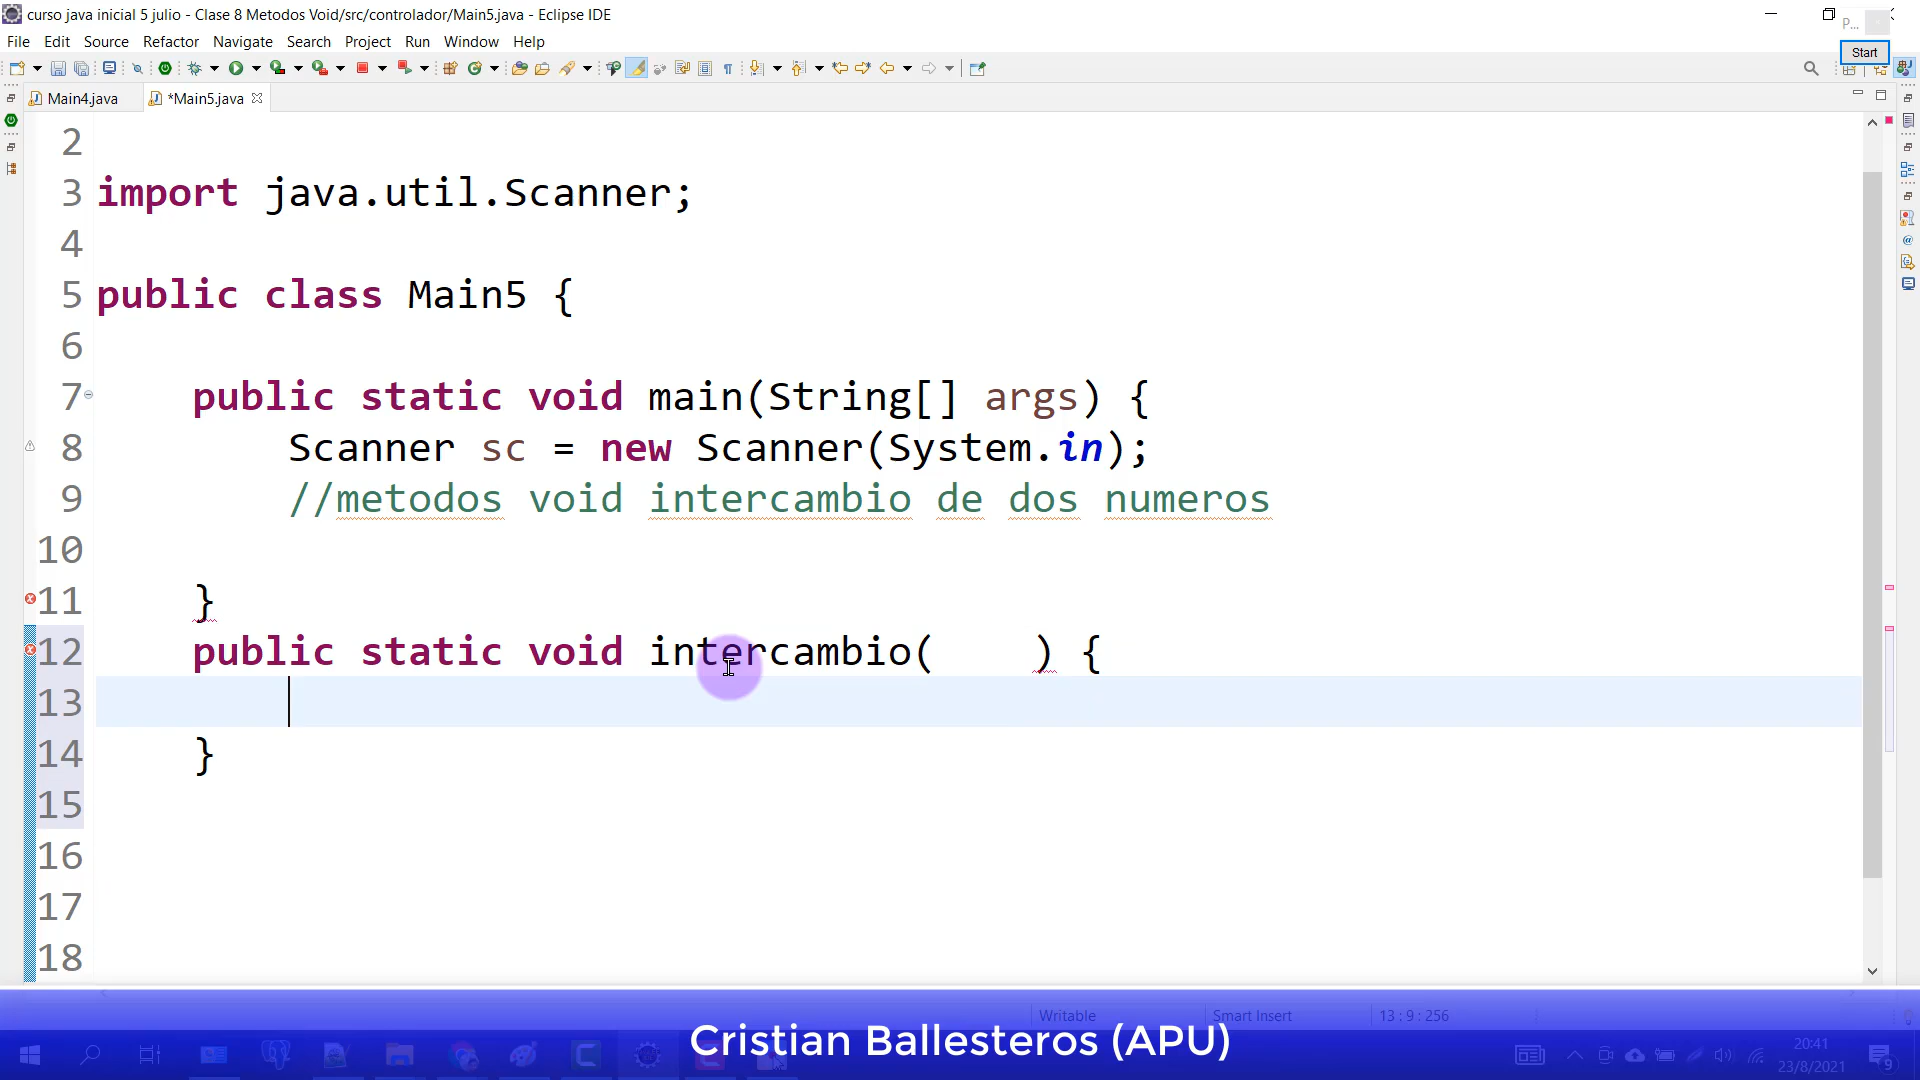 curso java inicial 5 julio - Clase 8 Metodos Void/src/controlador/Main5.java - Eclipse IDE
P...
Start
File Edit Source Refactor Navigate Search Project Run Window Help
Main4.java *Main5.java
2
3 import java.util.Scanner;
4
5 public class Main5 {
6
7 public static void main(String[] args) {
8 Scanner sc = new Scanner(System.in);
9 //metodos void intercambio de dos numeros
10
11 }
12 public static void intercambio( ) {
13
14 }
15
16
17
18
Writable Smart Insert 13 : 9 : 256
Cristian Ballesteros (APU)
20:41
23/8/2021
9